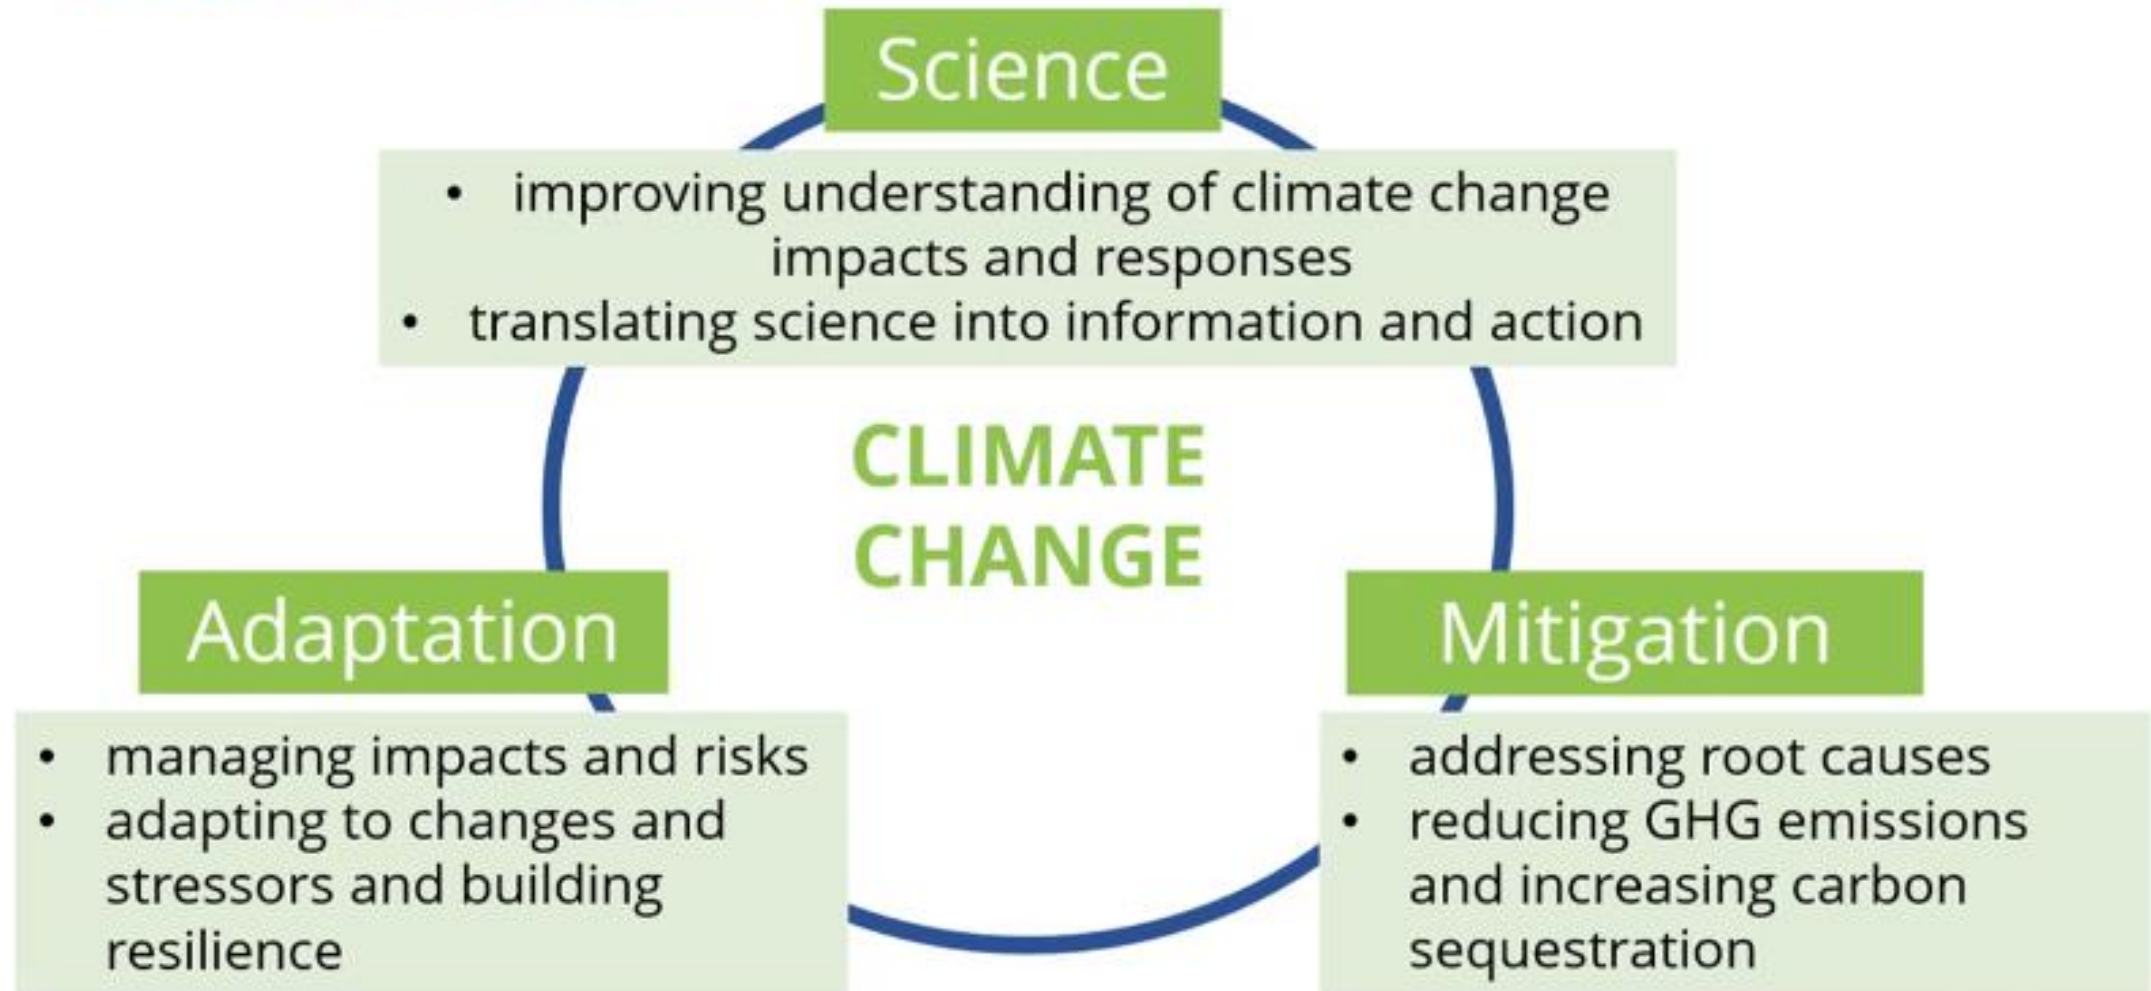 Science
• improving understanding of climate change
impacts and responses
• translating science into information and action
CLIMATE
CHANGE
Adaptation
• managing impacts and risks
• adapting to changes and
stressors and building
resilience
Mitigation
• addressing root causes
• reducing GHG emissions
and increasing carbon
sequestration